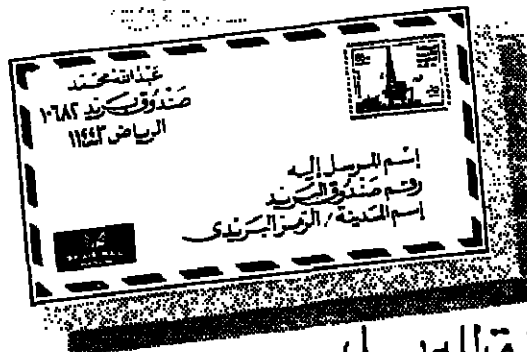 عبدالله محمد
صندوق بريد ١٠٦٨٢
الرياض ١١٤٤٣
إسم المرسل إليه
رقم صندوق البريد
إسم المدينة / الرمز البريدي